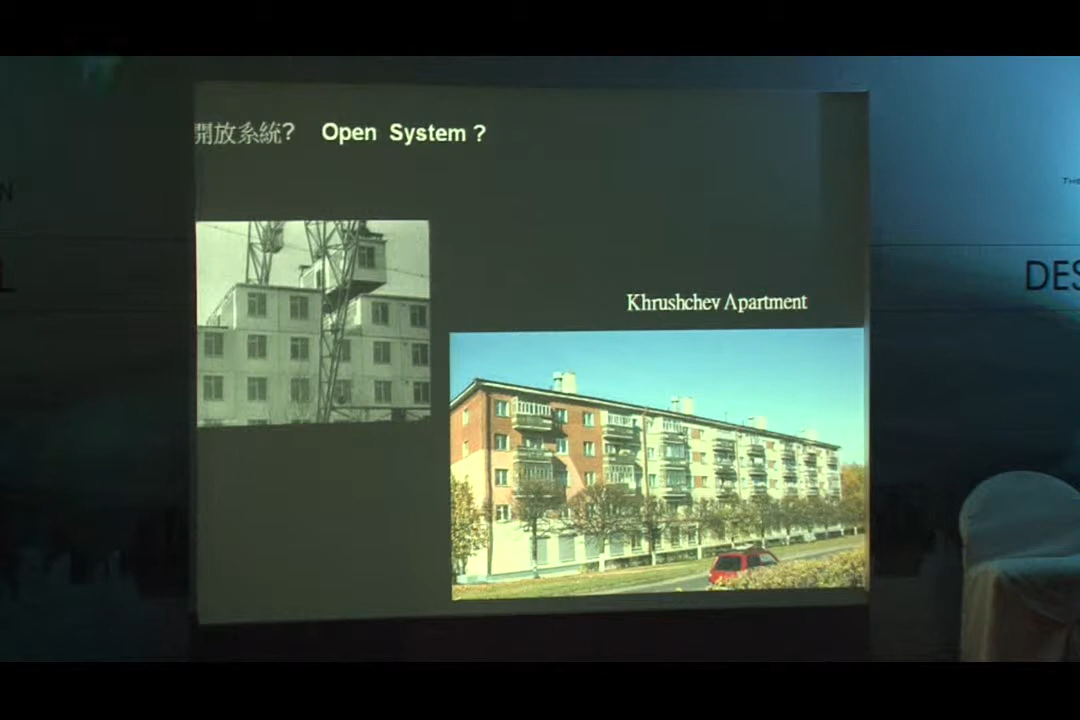 開放系統? Open System ?
Khrushchev Apartment
DES